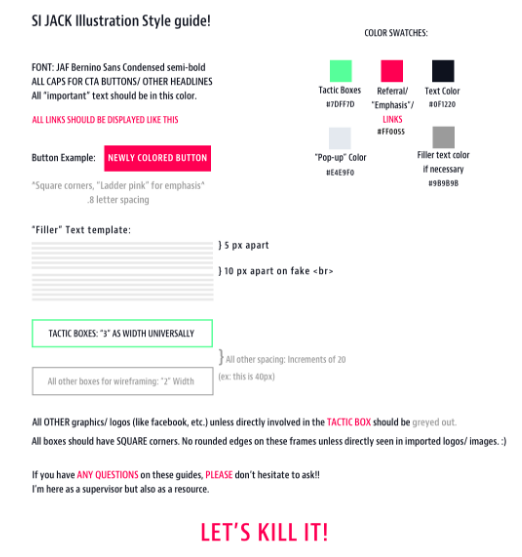 SI JACK Illustration Style guide!
COLOR SWATCHES:
FONT: JAF Bernino Sans Condensed semi-bold
ALL CAPS FOR CTA BUTTONS/ OTHER HEADLINES
All "important" text should be in this color.
ALL LINKS SHOULD BE DISPLAYED LIKE THIS
Tactic Boxes
#7DFF7D
Referral/
"Emphasis"/
LINKS
#FF0055
Text Color
#0F1220
Button Example:
NEWLY COLORED BUTTON
"Pop-up" Color
#E4E9F0
Filler text color
if necessary
#9B9B9B
*Square corners, "Ladder pink" for emphasis*
.8 letter spacing
"Filler" Text template:
} 5 px apart
} 10 px apart on fake <br>
TACTIC BOXES: "3" AS WIDTH UNIVERSALLY
} All other spacing: Increments of 20
(ex: this is 40px)
All other boxes for wireframing: "2" Width
All OTHER graphics/ logos (like facebook, etc.) unless directly involved in the TACTIC BOX should be greyed out.
All boxes should have SQUARE corners. No rounded edges on these frames unless directly seen in imported logos/ images. :)
If you have ANY QUESTIONS on these guides, PLEASE don't hesitate to ask!!
I'm here as a supervisor but also as a resource.
LET'S KILL IT!